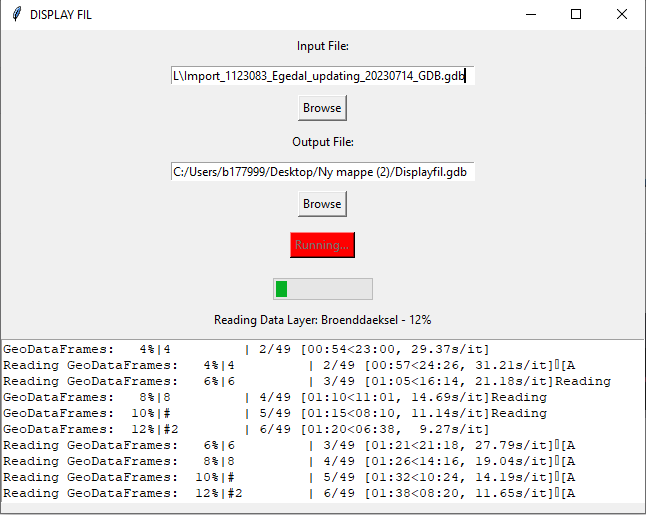 DISPLAY FIL
Input File:
L\Import_1123083_Egedal_updating_20230714_GDB.gdb
Browse
Output File:
C:/Users/b177999/Desktop/Ny mappe (2)/Displayfil.gdb
Browse
Running...
Reading Data Layer: Broenddaeksel - 12%
GeoDataFrames:   4%|4         | 2/49 [00:54<23:00, 29.37s/it]
Reading GeoDataFrames:   4%|4         | 2/49 [00:57<24:26, 31.21s/it][A
Reading GeoDataFrames:   6%|6         | 3/49 [01:05<16:14, 21.18s/it]Reading
GeoDataFrames:   8%|8         | 4/49 [01:10<11:01, 14.69s/it]Reading
GeoDataFrames:  10%|#         | 5/49 [01:15<08:10, 11.14s/it]Reading
GeoDataFrames:  12%|#2        | 6/49 [01:20<06:38,  9.27s/it]
Reading GeoDataFrames:   6%|6         | 3/49 [01:21<21:18, 27.79s/it][A
Reading GeoDataFrames:   8%|8         | 4/49 [01:26<14:16, 19.04s/it][A
Reading GeoDataFrames:  10%|#         | 5/49 [01:32<10:24, 14.19s/it][A
Reading GeoDataFrames:  12%|#2        | 6/49 [01:38<08:20, 11.65s/it][A